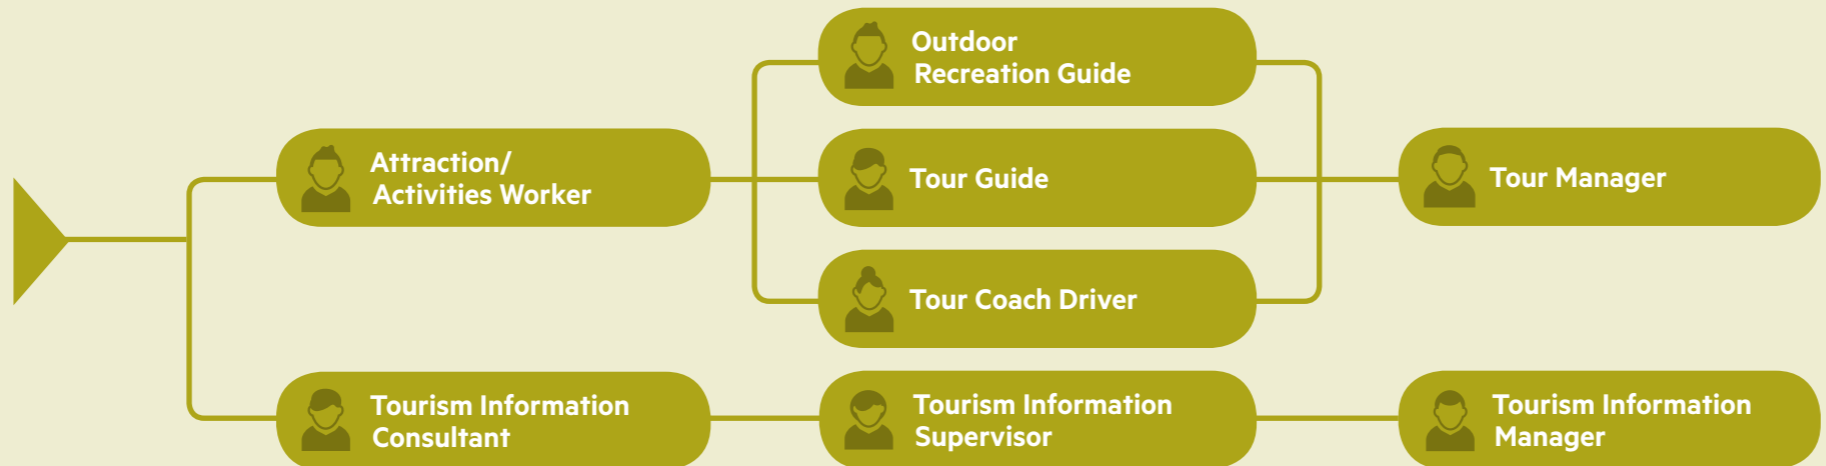 Outdoor
Recreation Guide
Attraction/
Activities Worker
Tour Guide
Tour Manager
Tour Coach Driver
Tourism Information
Consultant
Tourism Information
Supervisor
Tourism Information
Manager